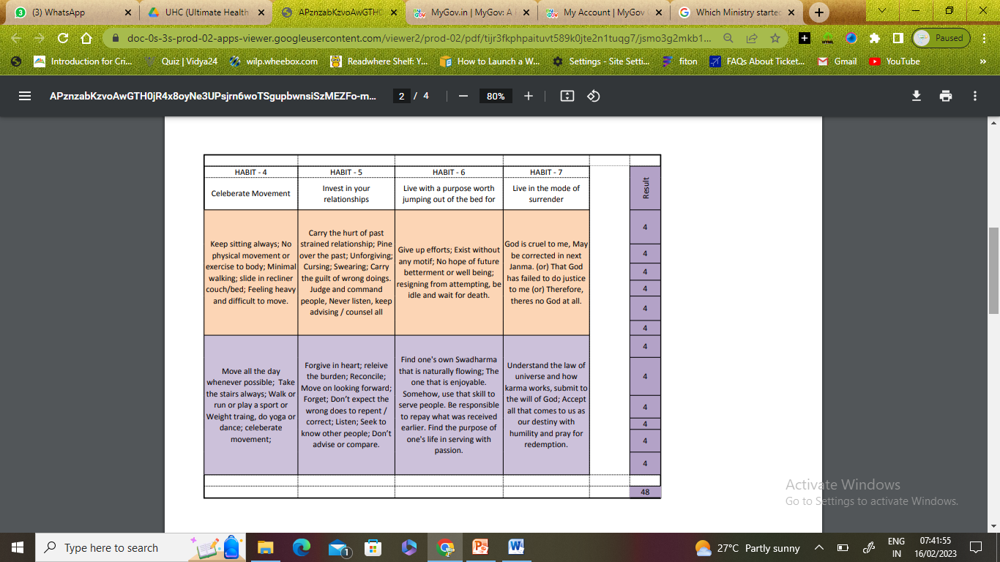 (3) WhatsApp
UHC (Ultimate Health
APznzabKzvoAwGTH0
MyGov.in | MyGov: A
My Account | MyGov
Which Ministry started
doc-0s-3s-prod-02-apps-viewer.googleusercontent.com/viewer2/prod-02/pdf/tijr3fkphpaituvt589k0jte2n1tuqg7/jsmo3g2mkb1...
Paused
Introduction for Cri...
Quiz | Vidya24
wilp.wheebox.com
Readwhere Shelf: Y...
How to Launch a W...
Settings - Site Setti...
fiton
FAQs About Ticket...
Gmail
YouTube
»
APznzabKzvoAwGTH0jR4x8oyNe3UPsjrn6woTSgupbwnsiSzMEZFo-m...
2 / 4
80%
HABIT - 4
HABIT - 5
HABIT - 6
HABIT - 7
Result
Celeberate Movement
Invest in your
relationships
Live with a purpose worth
jumping out of the bed for
Live in the mode of
surrender
Keep sitting always; No
physical movement or
exercise to body; Minimal
walking; slide in recliner
couch/bed; Feeling heavy
and difficult to move.
Carry the hurt of past
strained relationship; Pine
over the past; Unforgiving;
Cursing; Swearing; Carry
the guilt of wrong doings.
Judge and command
people, Never listen, keep
advising / counsel all
Give up efforts; Exist without
any motif; No hope of future
betterment or well being;
resigning from attempting, be
idle and wait for death.
God is cruel to me, May
be corrected in next
Janma. (or) That God
has failed to do justice
to me (or) Therefore,
theres no God at all.
4
4
4
4
4
4
Move all the day
whenever possible; Take
the stairs always; Walk or
run or play a sport or
Weight traing, do yoga or
dance; celeberate
movement;
Forgive in heart; releive
the burden; Reconcile;
Move on looking forward;
Forget; Don't expect the
wrong does to repent /
correct; Listen; Seek to
know other people; Don't
advise or compare.
Find one's own Swadharma
that is naturally flowing; The
one that is enjoyable.
Somehow, use that skill to
serve people. Be responsible
to repay what was received
earlier. Find the purpose of
one's life in serving with
passion.
Understand the law of
universe and how
karma works, submit to
the will of God; Accept
all that comes to us as
our destiny with
humility and pray for
redemption.
4
4
4
4
4
4
48
Activate Windows
Go to Settings to activate Windows.
Type here to search
1
27°C Partly sunny
ENG
IN
07:41:55
16/02/2023